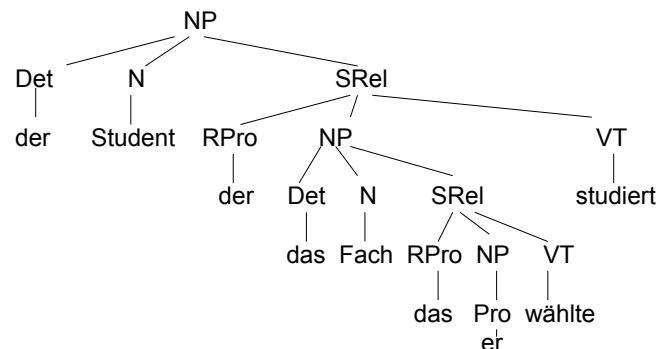 NP
Det N SRel
der Student RPro NP VT
der Det N SRel studiert
das Fach RPro NP VT
das Pro wählte
er